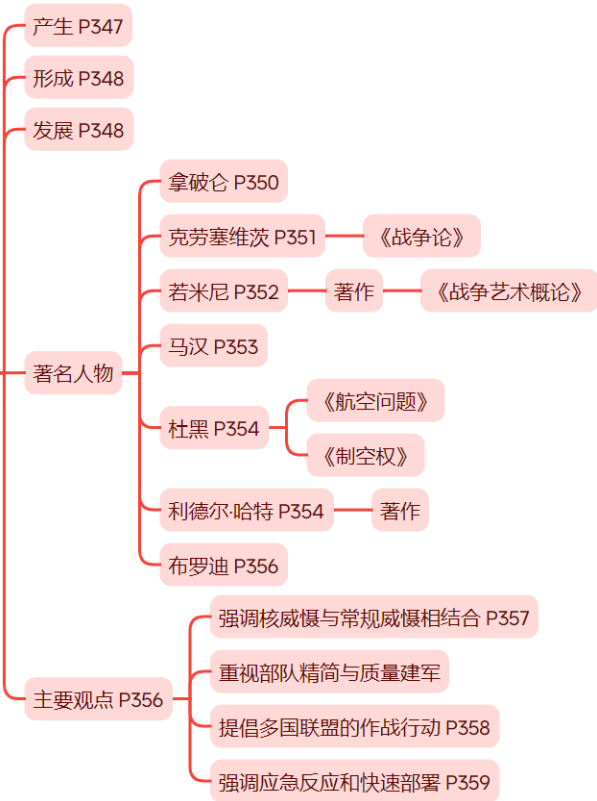 产生 P347
形成 P348
发展 P348
著名人物
拿破仑 P350
克劳塞维茨 P351
《战争论》
若米尼 P352
著作
《战争艺术概论》
马汉 P353
杜黑 P354
《航空问题》
《制空权》
利德尔·哈特 P354
著作
布罗迪 P356
主要观点 P356
强调核威慑与常规威慑相结合 P357
重视部队精简与质量建军
提倡多国联盟的作战行动 P358
强调应急反应和快速部署 P359